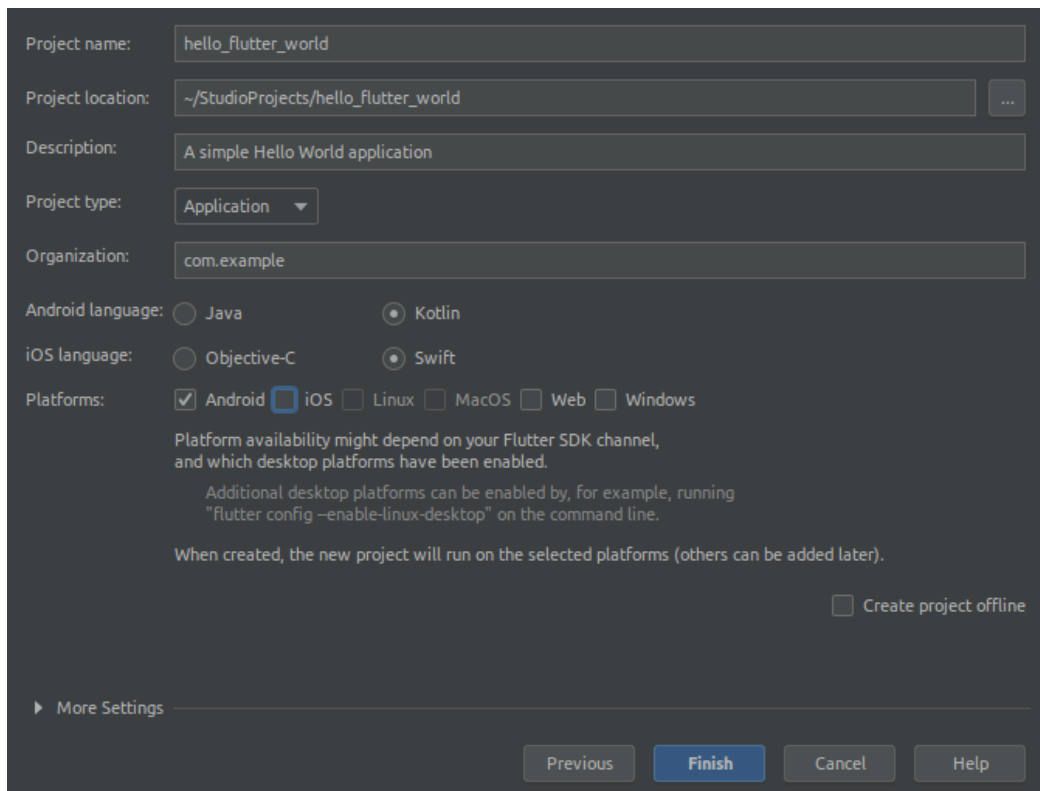 Project name: hello_flutter_world
Project location: ~/StudioProjects/hello_flutter_world ...
Description: A simple Hello World application
Project type: Application
Organization: com.example
Android language: Java Kotlin
iOS language: Objective-C Swift
Platforms: Android iOS Linux MacOS Web Windows
Platform availability might depend on your Flutter SDK channel,
and which desktop platforms have been enabled.
Additional desktop platforms can be enabled by, for example, running
"flutter config --enable-linux-desktop" on the command line.
When created, the new project will run on the selected platforms (others can be added later).
Create project offline
More Settings
Previous Finish Cancel Help